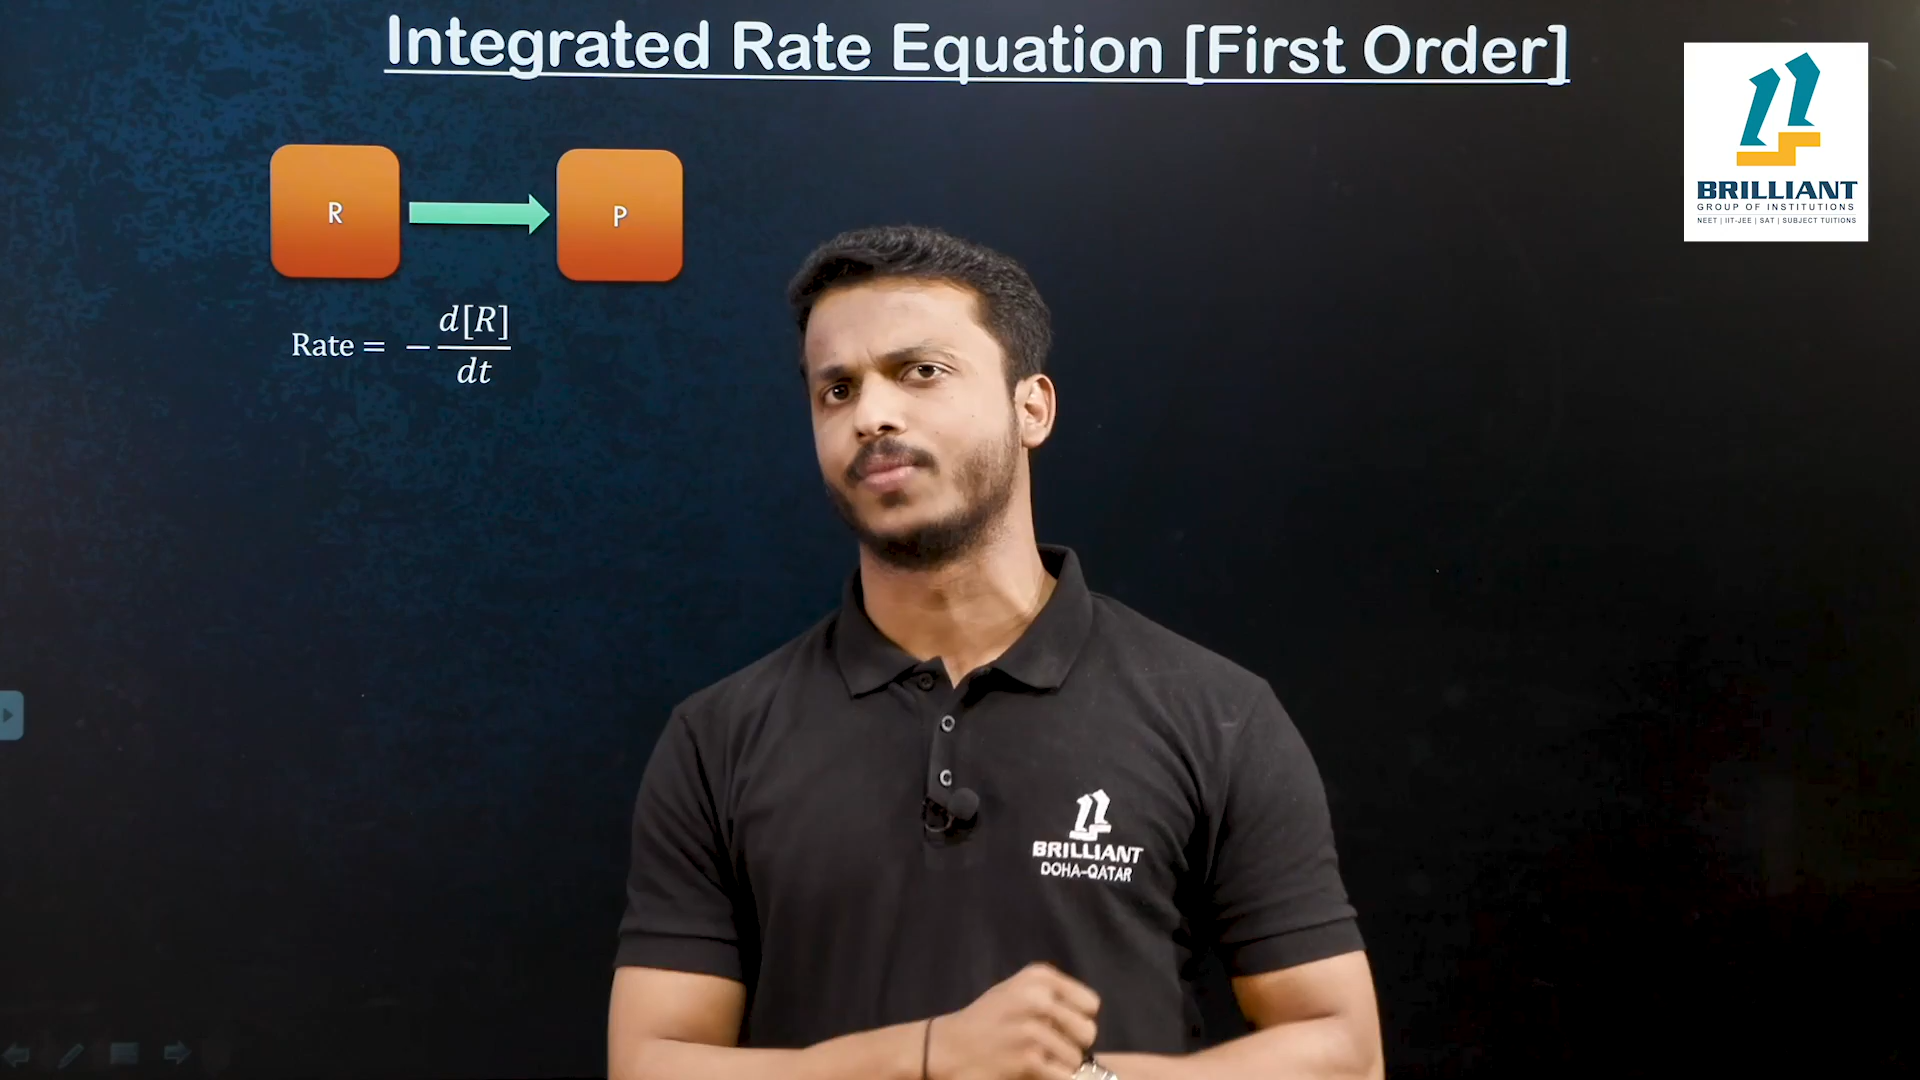 Integrated Rate Equation [First Order]
R
P
Rate = − d[R]
dt
BRILLIANT
GROUP OF INSTITUTIONS
NEET | IIT-JEE | SAT | SUBJECT TUITIONS
BRILLIANT
DOHA-QATAR